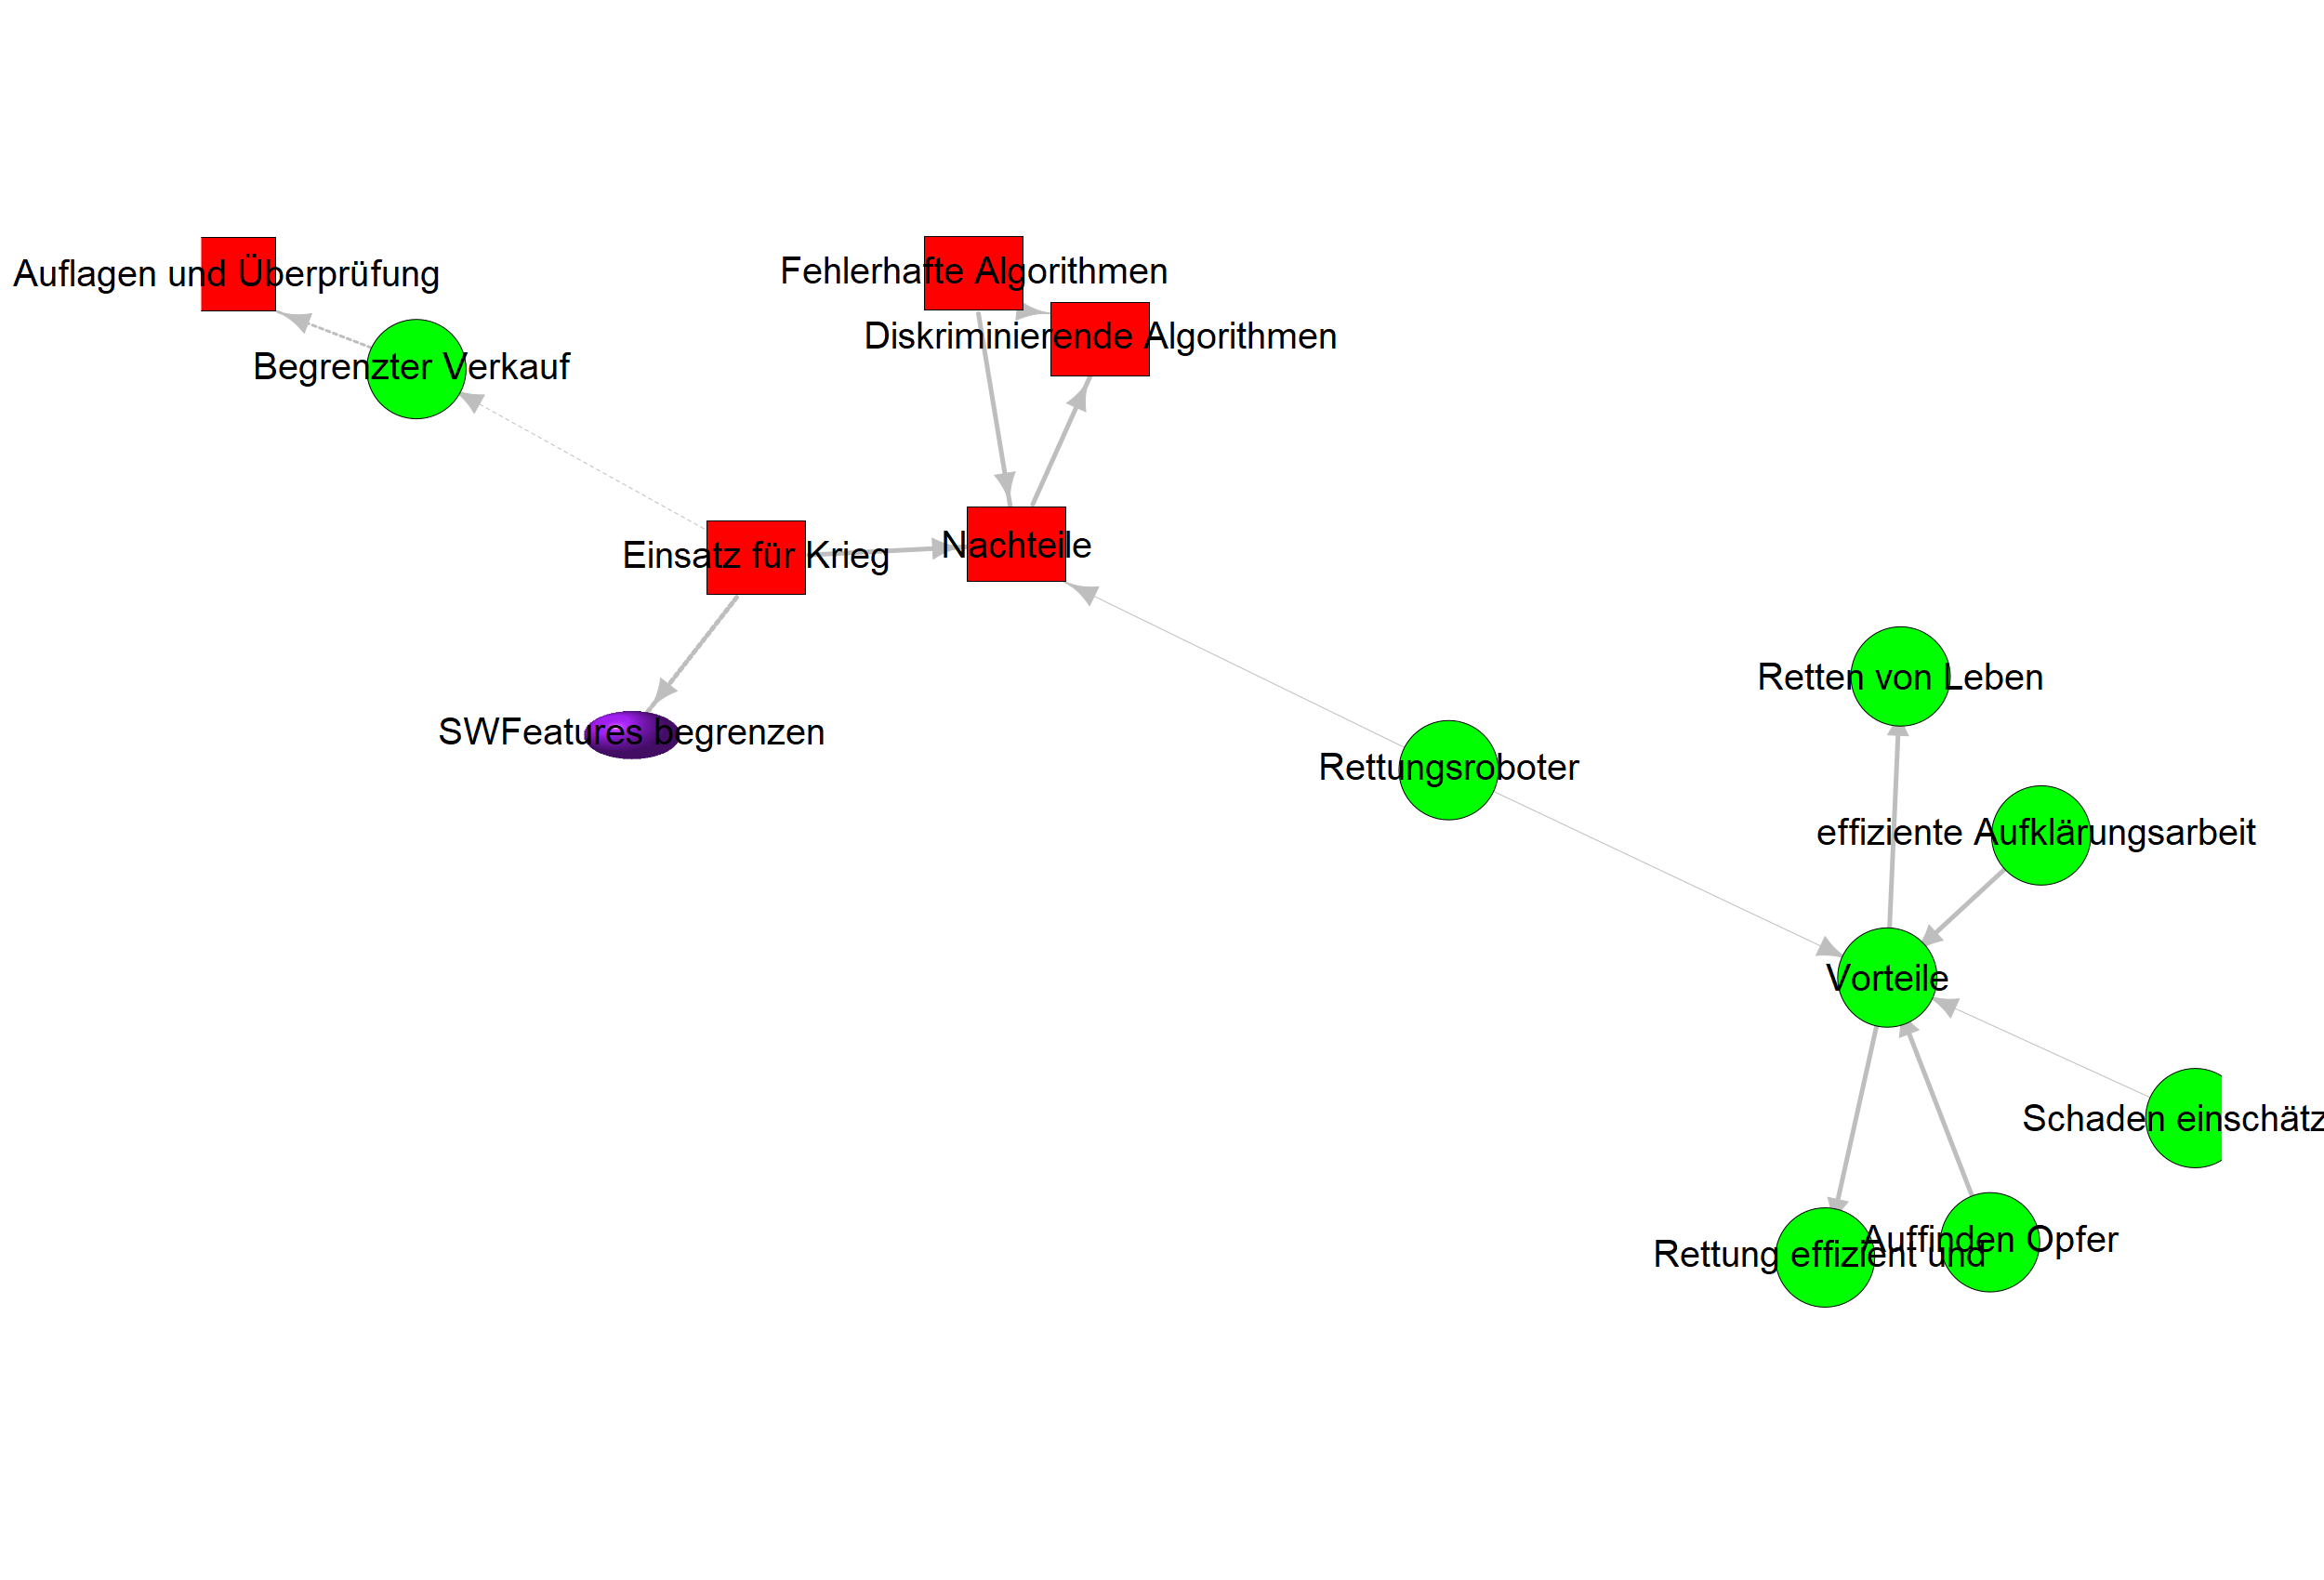 Auflagen und Überprüfung
Fehlerhafte Algorithmen
Diskriminierende Algorithmen
Begrenzter Verkauf
Einsatz für Krieg
Nachteile
SWFeatures begrenzen
Retten von Leben
Rettungsroboter
effiziente Aufklärungsarbeit
Vorteile
Schaden einschätz
Auffinden Opfer
Rettung effizient und